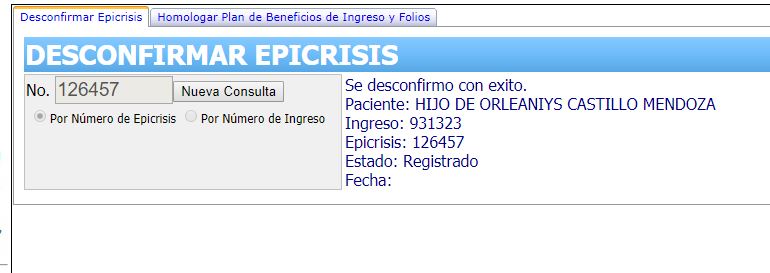 Desconfirmar Epicrisis
Homologar Plan de Beneficios de Ingreso y Folios
DESCONFIRMAR EPICRISIS
No. 126457 Nueva Consulta
Por Número de Epicrisis Por Número de Ingreso
Se desconfirmo con exito.
Paciente: HIJO DE ORLEANIYS CASTILLO MENDOZA
Ingreso: 931323
Epicrisis: 126457
Estado: Registrado
Fecha: